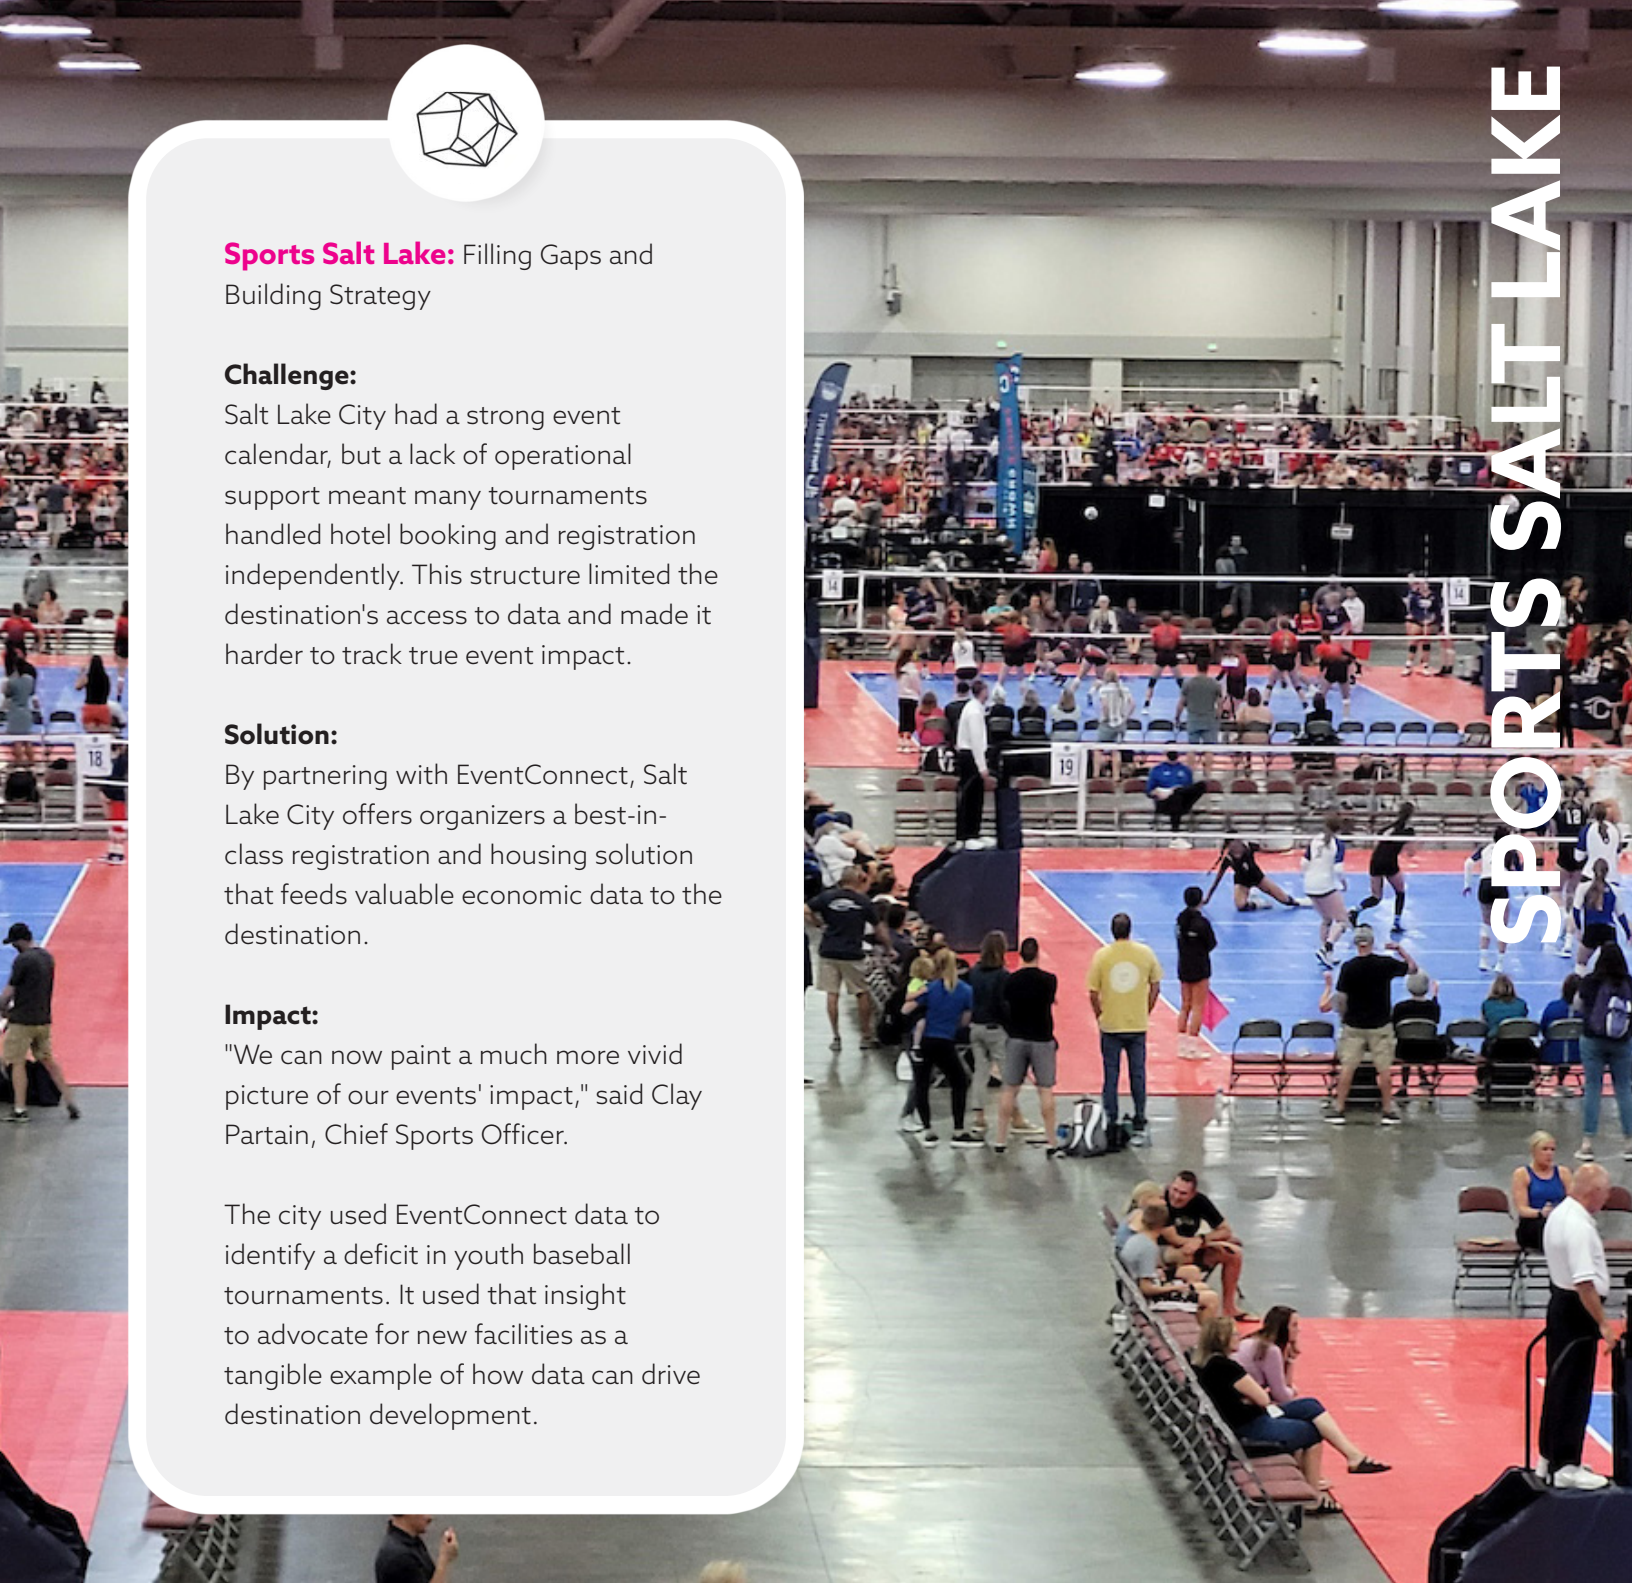 Sports Salt Lake: Filling Gaps and
Building Strategy
Challenge:
Salt Lake City had a strong event
calendar, but a lack of operational
support meant many tournaments
handled hotel booking and registration
independently. This structure limited the
destination's access to data and made it
harder to track true event impact.
Solution:
By partnering with EventConnect, Salt
Lake City offers organizers a best-in-
class registration and housing solution
that feeds valuable economic data to the
destination.
Impact:
"We can now paint a much more vivid
picture of our events' impact," said Clay
Partain, Chief Sports Officer.
The city used EventConnect data to
identify a deficit in youth baseball
tournaments. It used that insight
to advocate for new facilities as a
tangible example of how data can drive
destination development.
SPORTS SALT LAKE
14
14
18
19
12